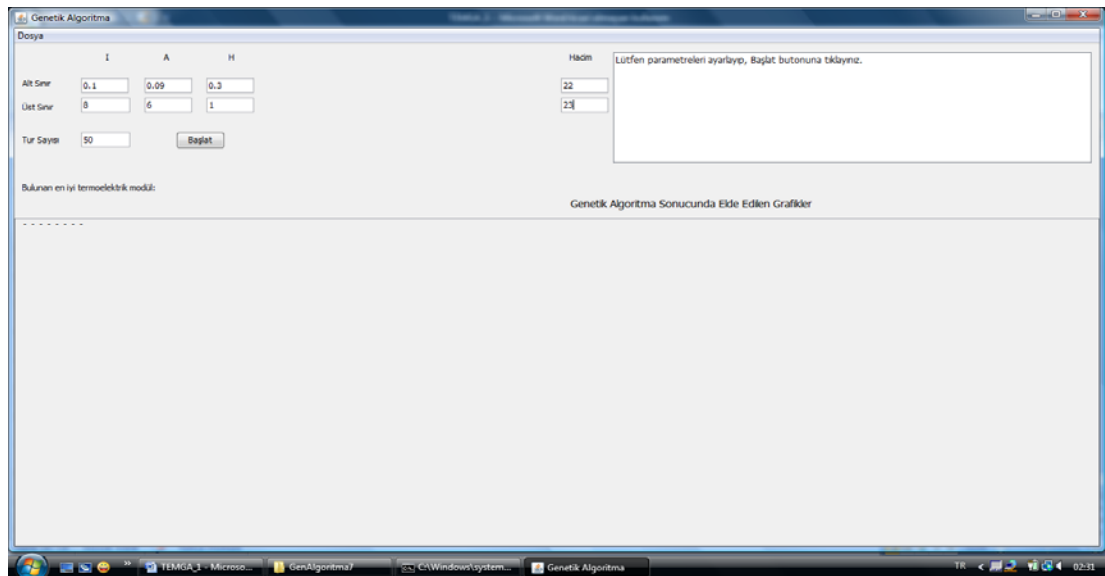 Genetik Algoritma
Dosya
I A H Hacim
Lütfen parametreleri ayarlayıp, Başlat butonuna tıklayınız.
Alt Sınır 0.1 0.09 0.3 22
Üst Sınır 8 6 1 23
Tur Sayısı 50 Başlat
Bulunan en iyi termoelektrik modül:
Genetik Algoritma Sonucunda Elde Edilen Grafikler
- - - - - - - -
TEMGA_1 - Microso... GenAlgoritma7 C:\Windows\system... Genetik Algoritma TR 02:31